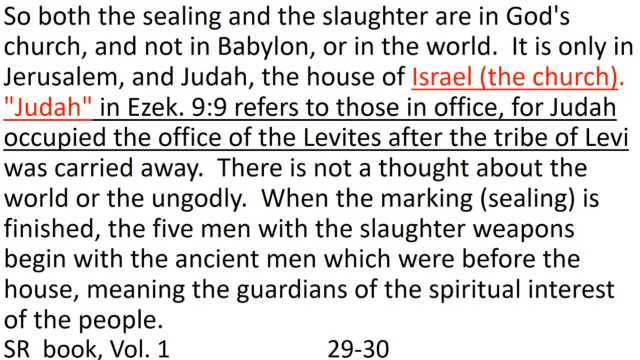 So both the sealing and the slaughter are in God's
church, and not in Babylon, or in the world.  It is only in
Jerusalem, and Judah, the house of Israel (the church).
"Judah" in Ezek. 9:9 refers to those in office, for Judah
occupied the office of the Levites after the tribe of Levi
was carried away.  There is not a thought about the
world or the ungodly.  When the marking (sealing) is
finished, the five men with the slaughter weapons
begin with the ancient men which were before the
house, meaning the guardians of the spiritual interest
of the people.
SR  book, Vol. 1                    29-30